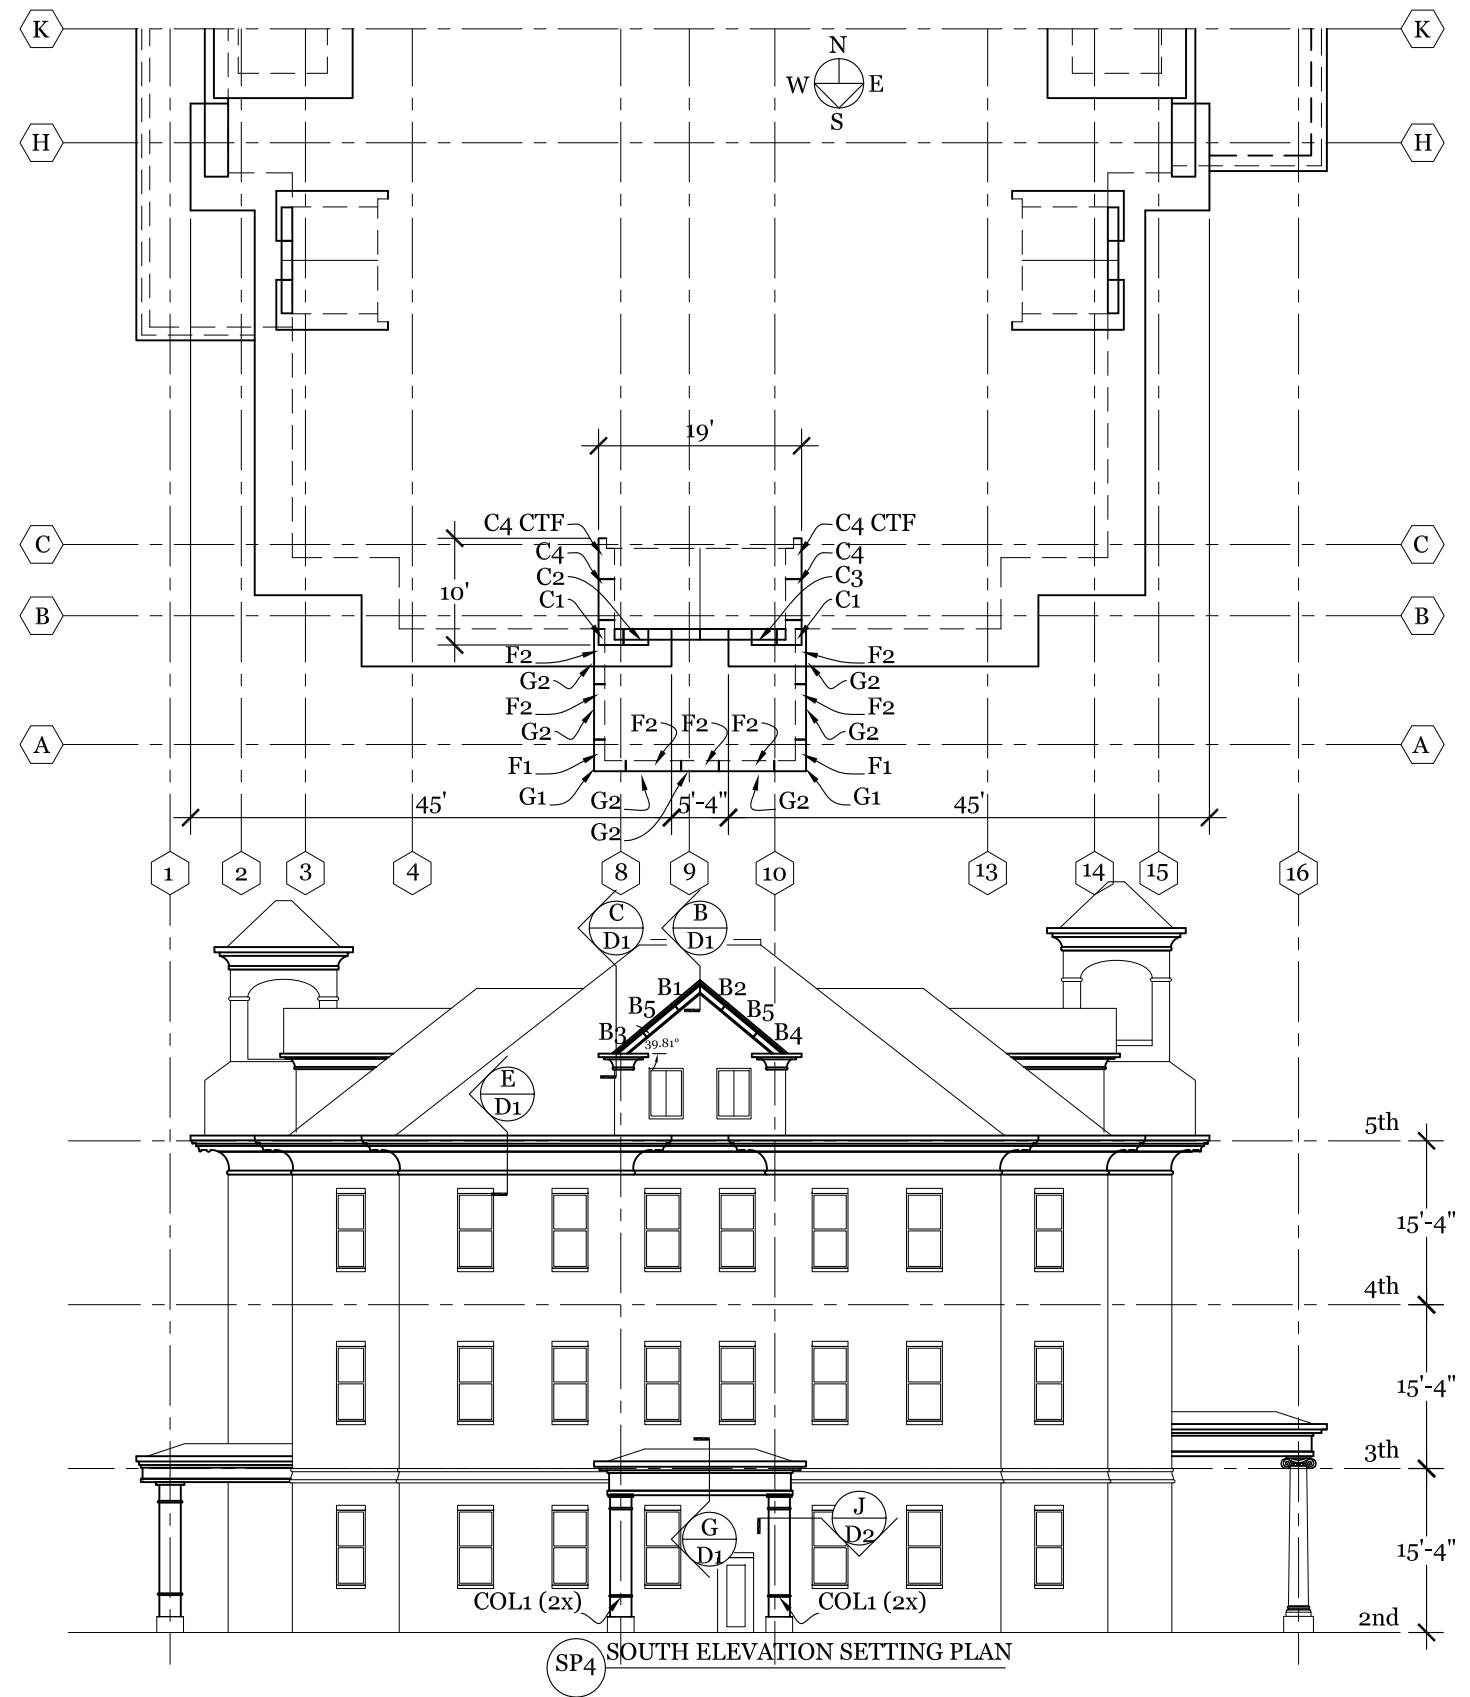 K
K
N
W
E
S
H
H
19'
C4 CTF
C4 CTF
C
C
C4
C4
C2
C3
10'
C1
C1
B
B
F2
F2
G2
G2
F2
F2
F2
F2
F2
G2
G2
A
A
F1
F1
G1
G2
G2
G1
45'
5'-4"
45'
G2
1
2
3
4
8
9
10
13
14
15
16
C
D1
B
D1
B1
B2
B5
B5
B3
B4
39.81°
E
D1
5th
15'-4"
4th
15'-4"
3th
J
D2
G
D1
15'-4"
COL1 (2x)
COL1 (2x)
2nd
SP4
SOUTH ELEVATION SETTING PLAN